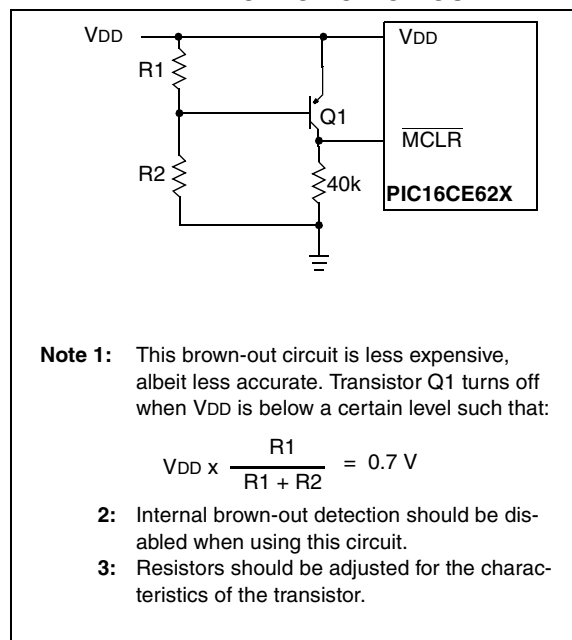 VDD
VDD
R1
Q1
MCLR
R2
40k
PIC16CE62X
Note 1: This brown-out circuit is less expensive,
albeit less accurate. Transistor Q1 turns off
when VDD is below a certain level such that:
VDD x R1 / R1 + R2 = 0.7 V
2: Internal brown-out detection should be dis-
abled when using this circuit.
3: Resistors should be adjusted for the charac-
teristics of the transistor.